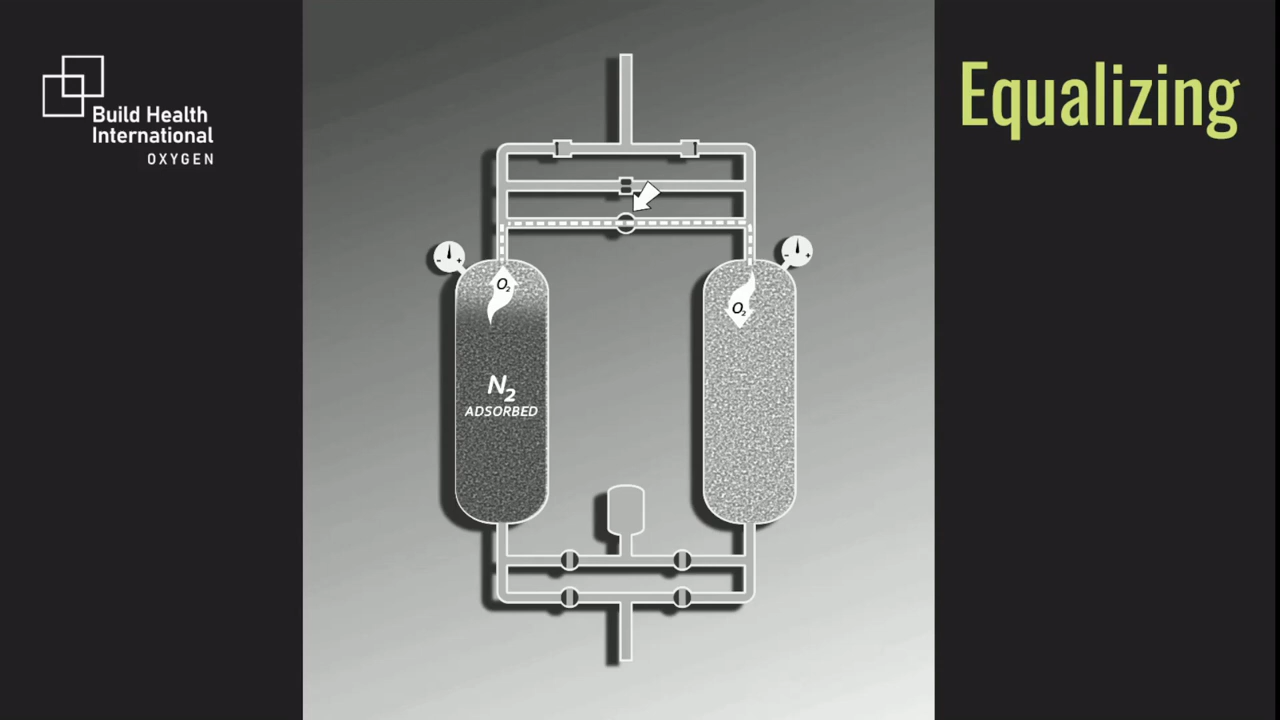 Build Health
International
OXYGEN
Equalizing
- +
- +
O₂
O₂
N₂
ADSORBED